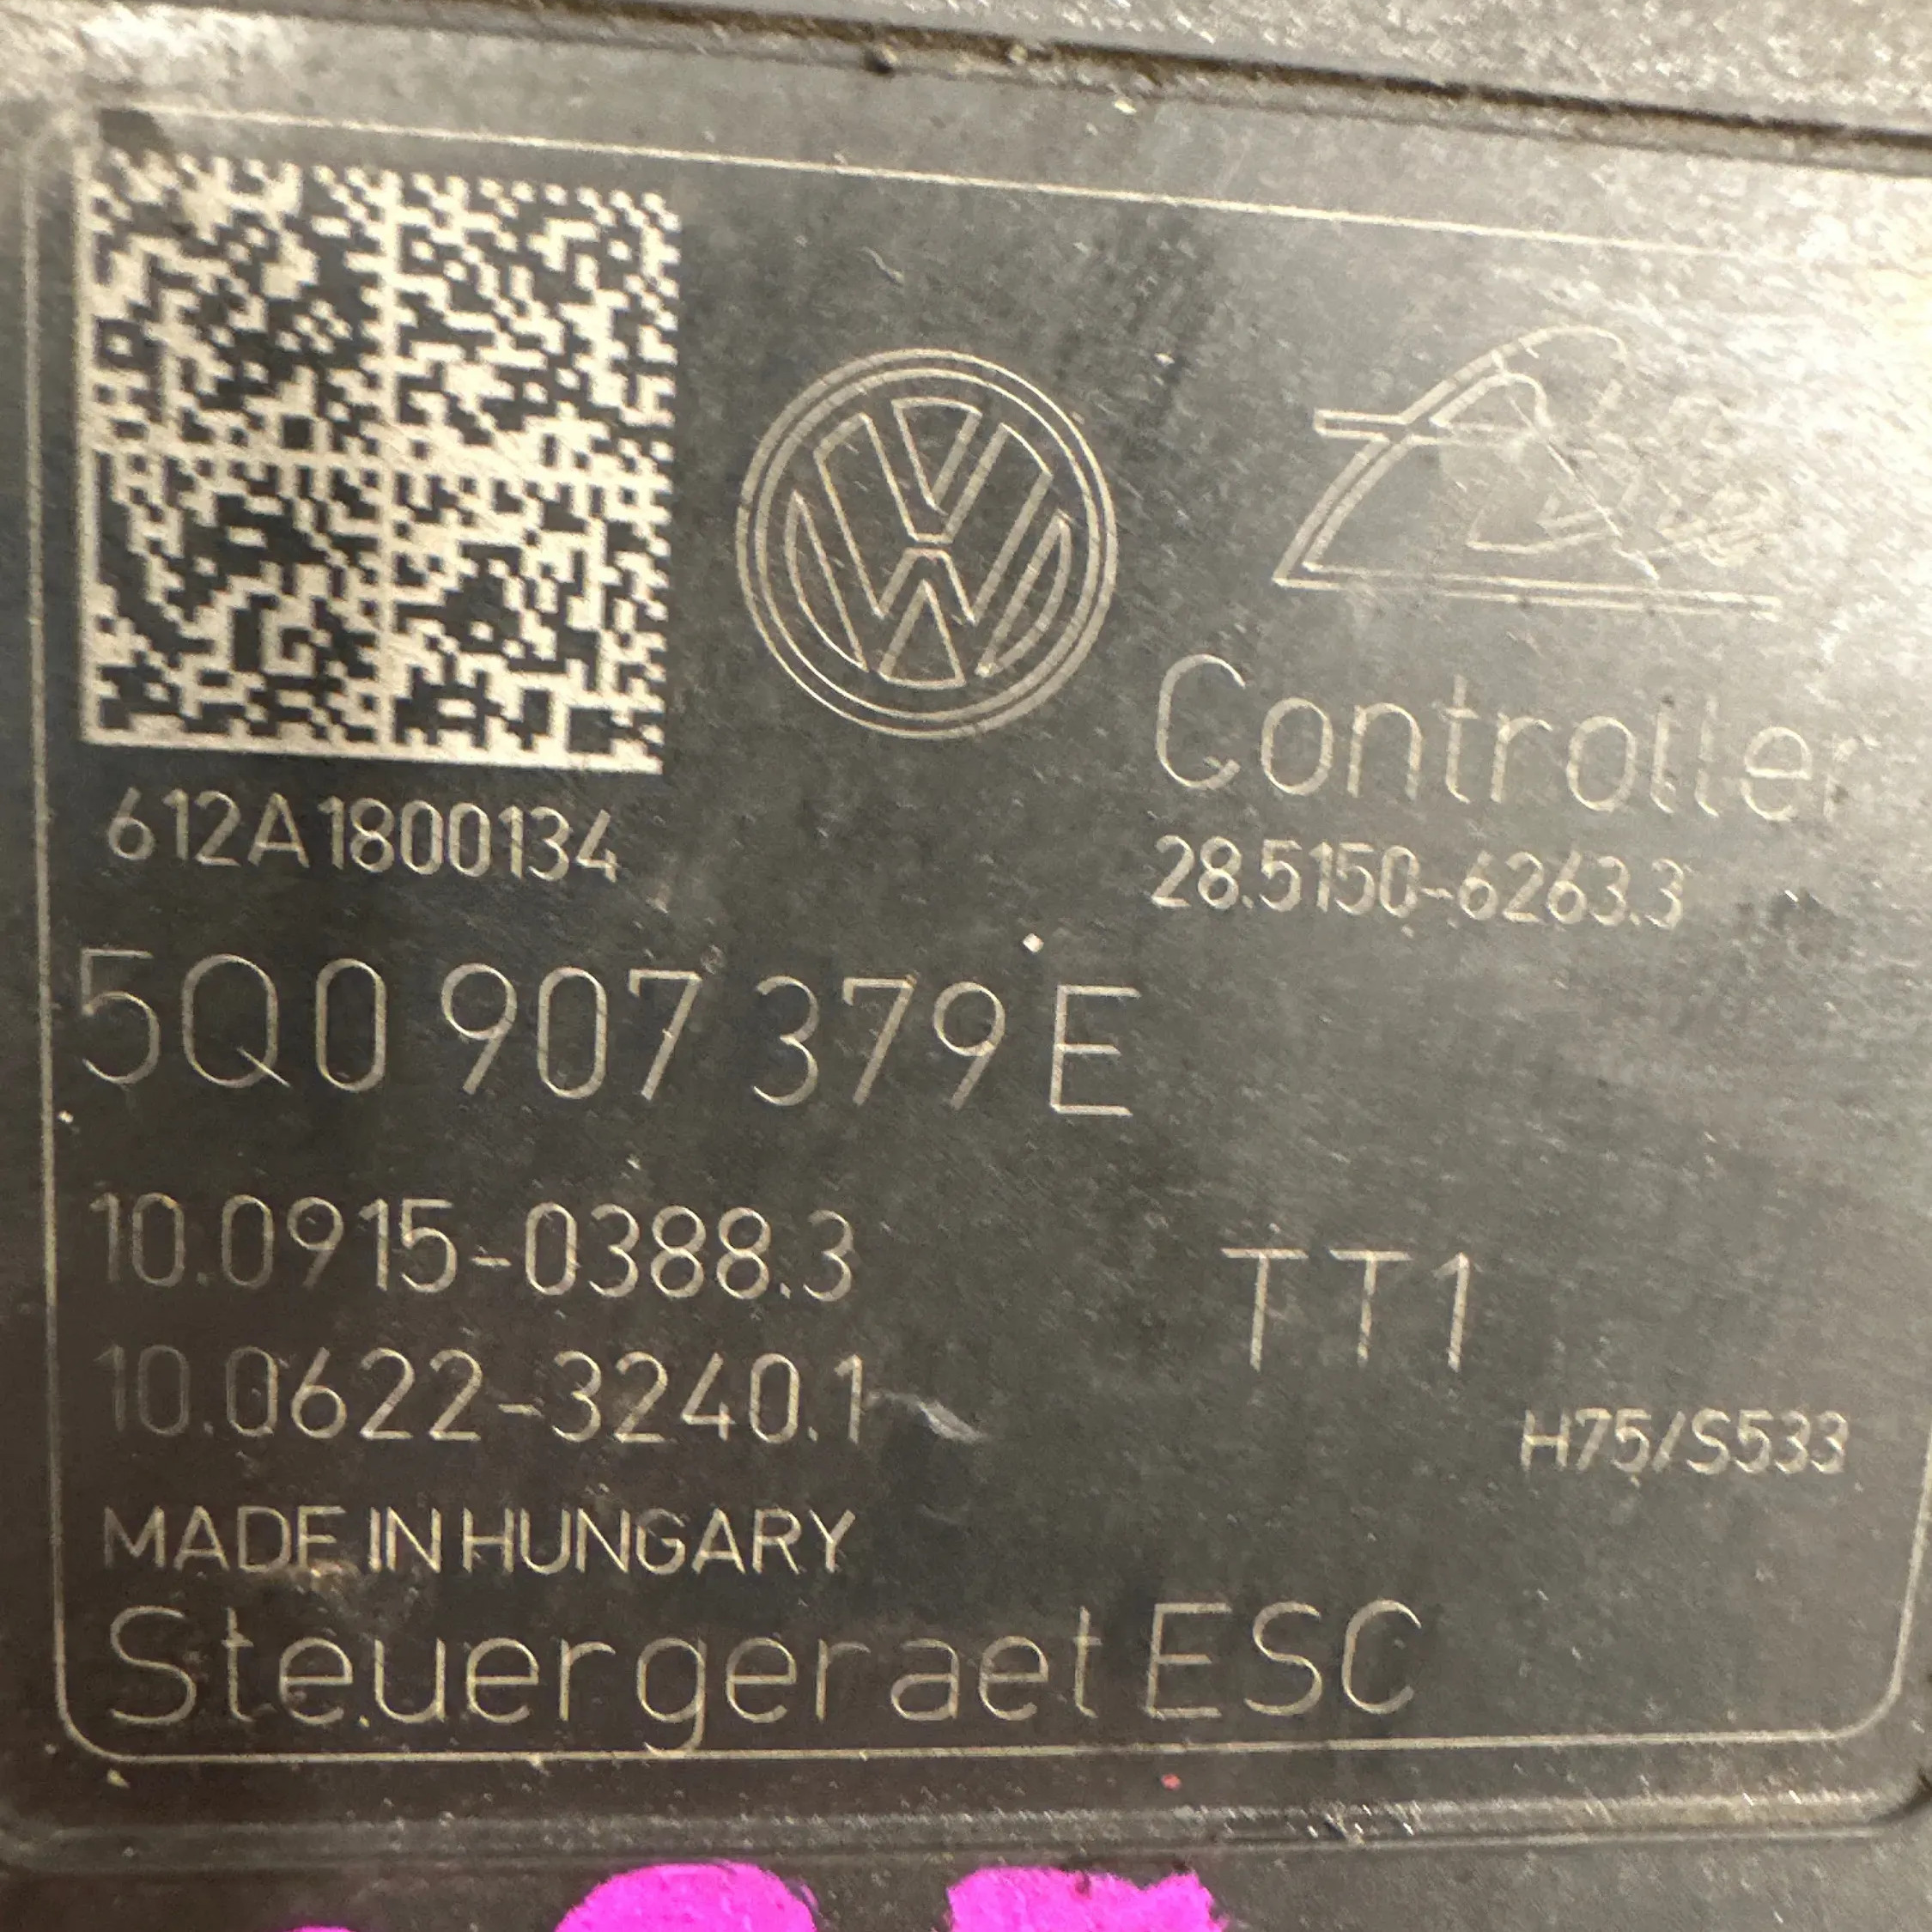 612A1800134
Controller
28.5150-6263.3
5Q0 907 379 E
10.0915-0388.3
TT1
10.0622-3240.1
H75/S533
MADE IN HUNGARY
Steuergeraet ESC